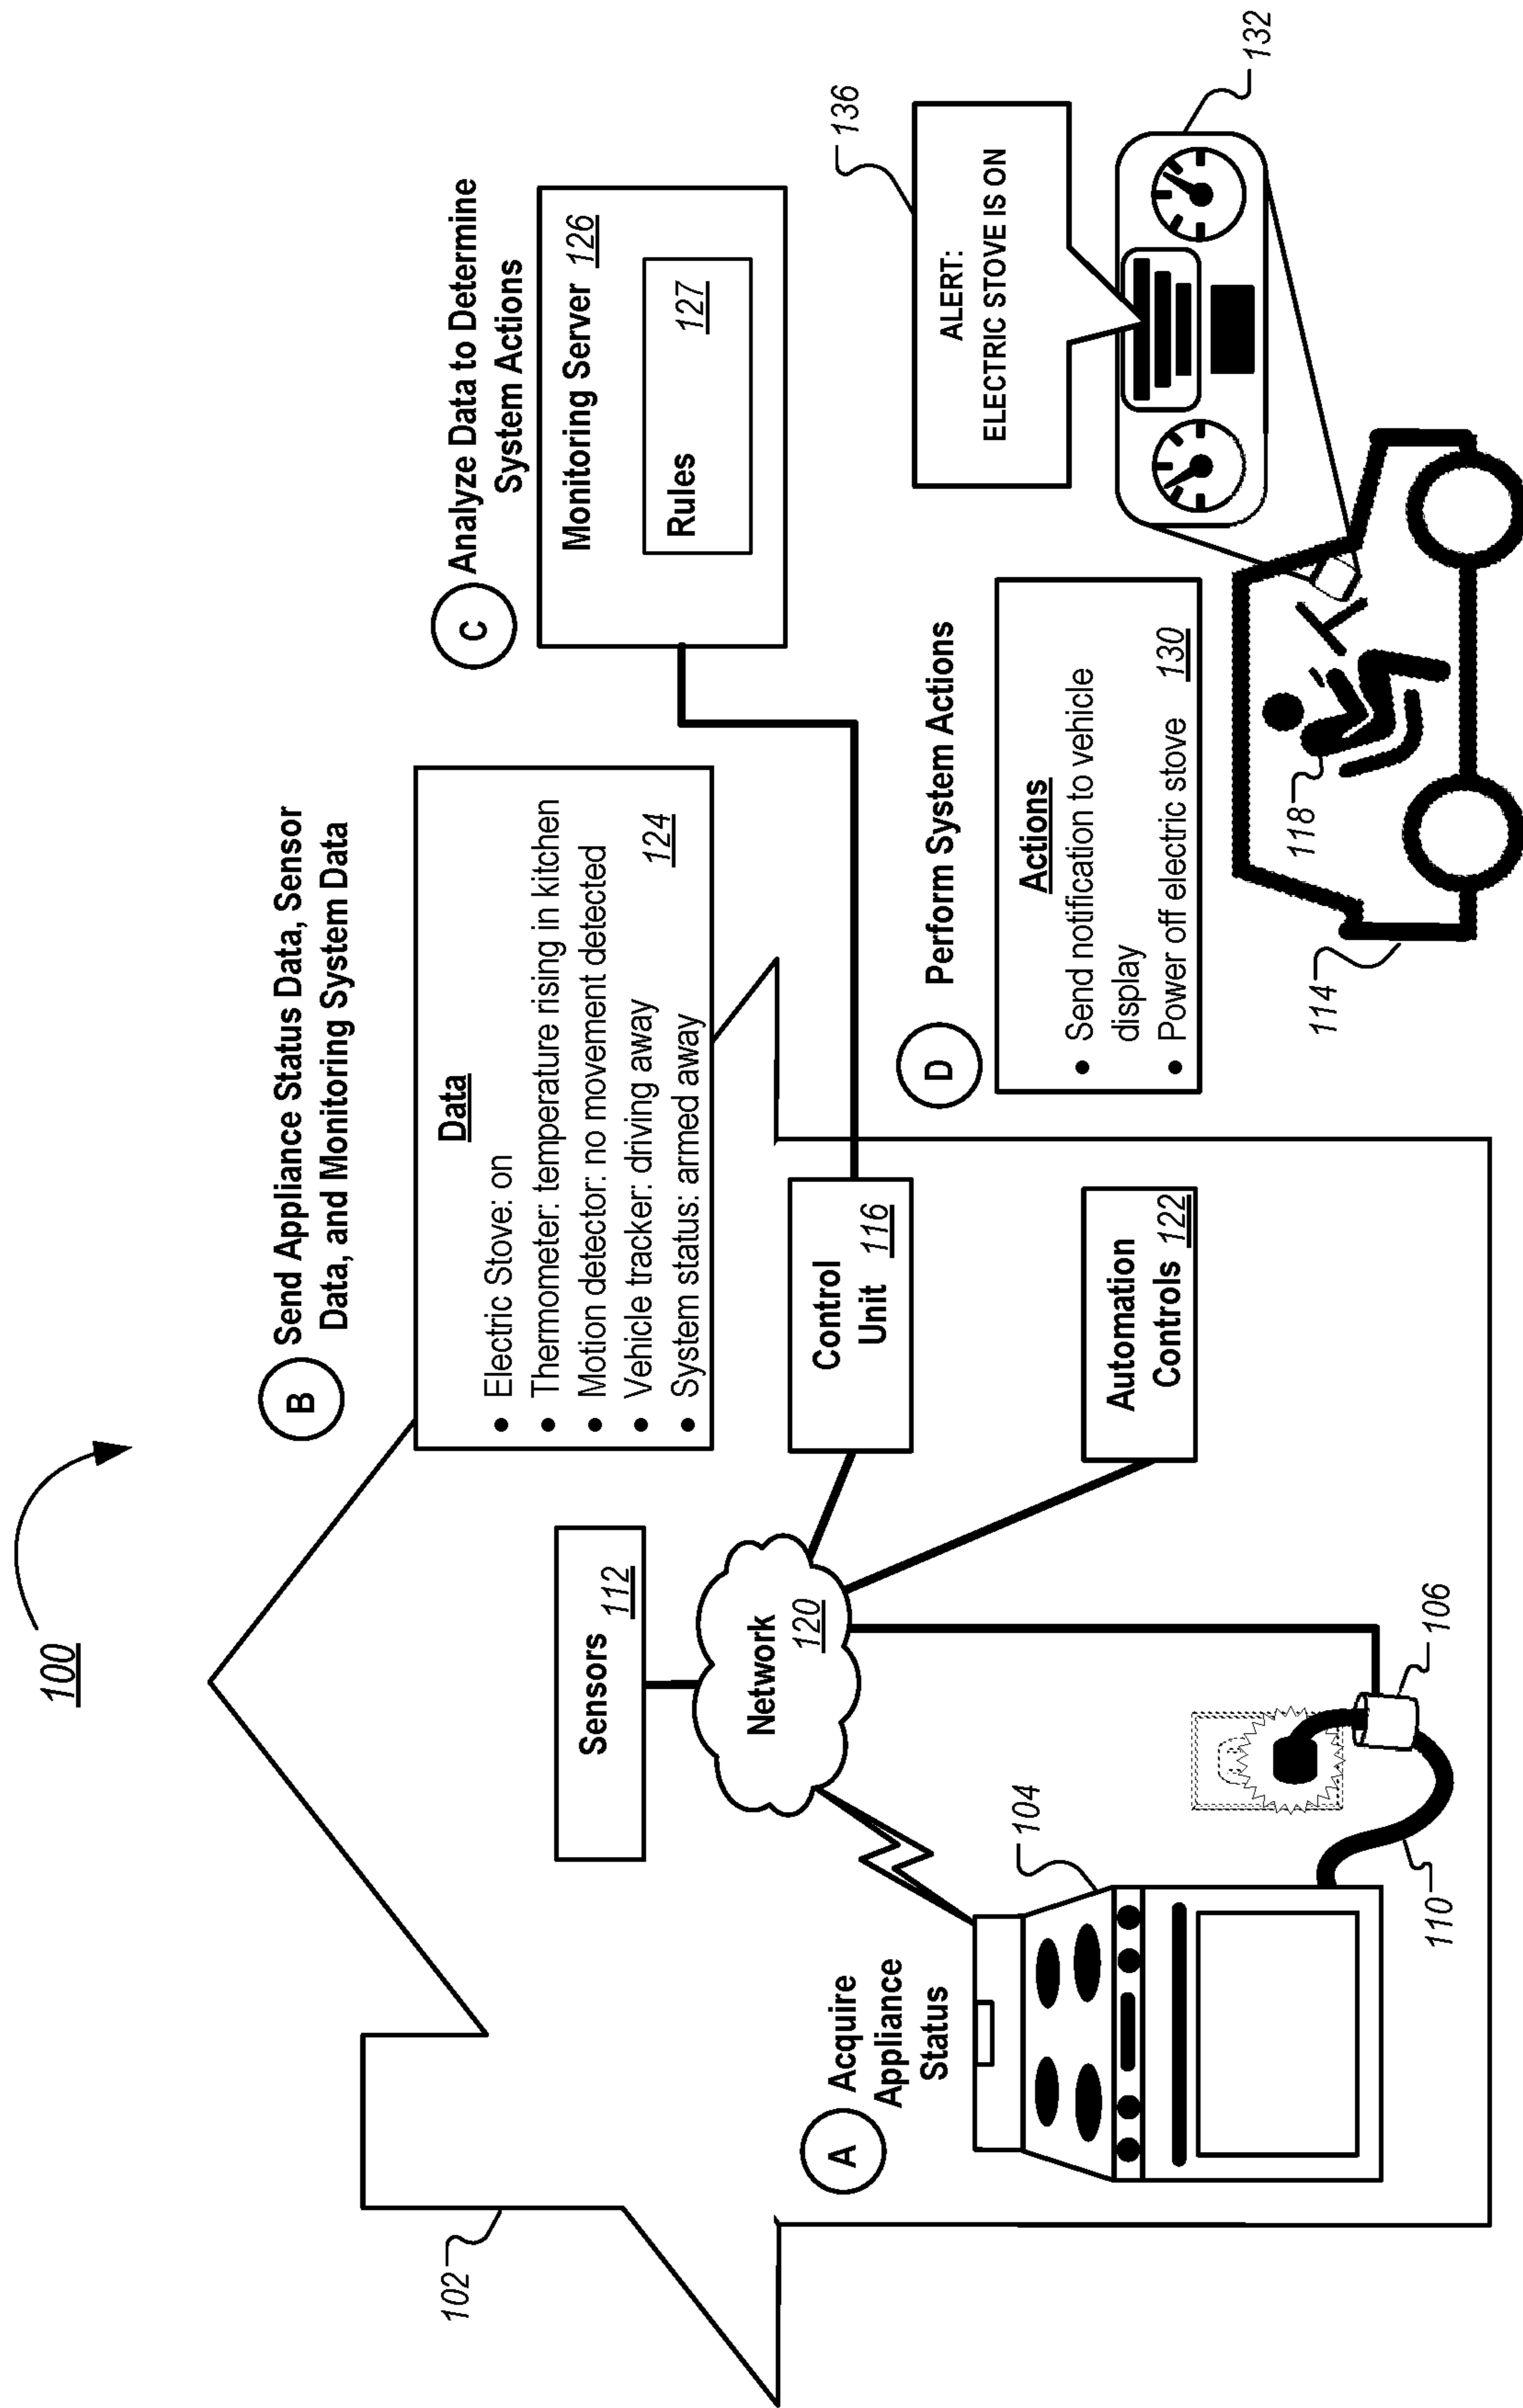 100
102
B
Send Appliance Status Data, Sensor
Data, and Monitoring System Data
Data
• Electric Stove: on
• Thermometer: temperature rising in kitchen
• Motion detector: no movement detected
• Vehicle tracker: driving away
• System status: armed away
124
C
Analyze Data to Determine
System Actions
Monitoring Server 126
Rules 127
Sensors
112
Network
120
Control
Unit 116
Automation
Controls 122
A
Acquire
Appliance
Status
104
106
110
D
Perform System Actions
Actions
• Send notification to vehicle
display
• Power off electric stove 130
136
ALERT:
ELECTRIC STOVE IS ON
132
118
114